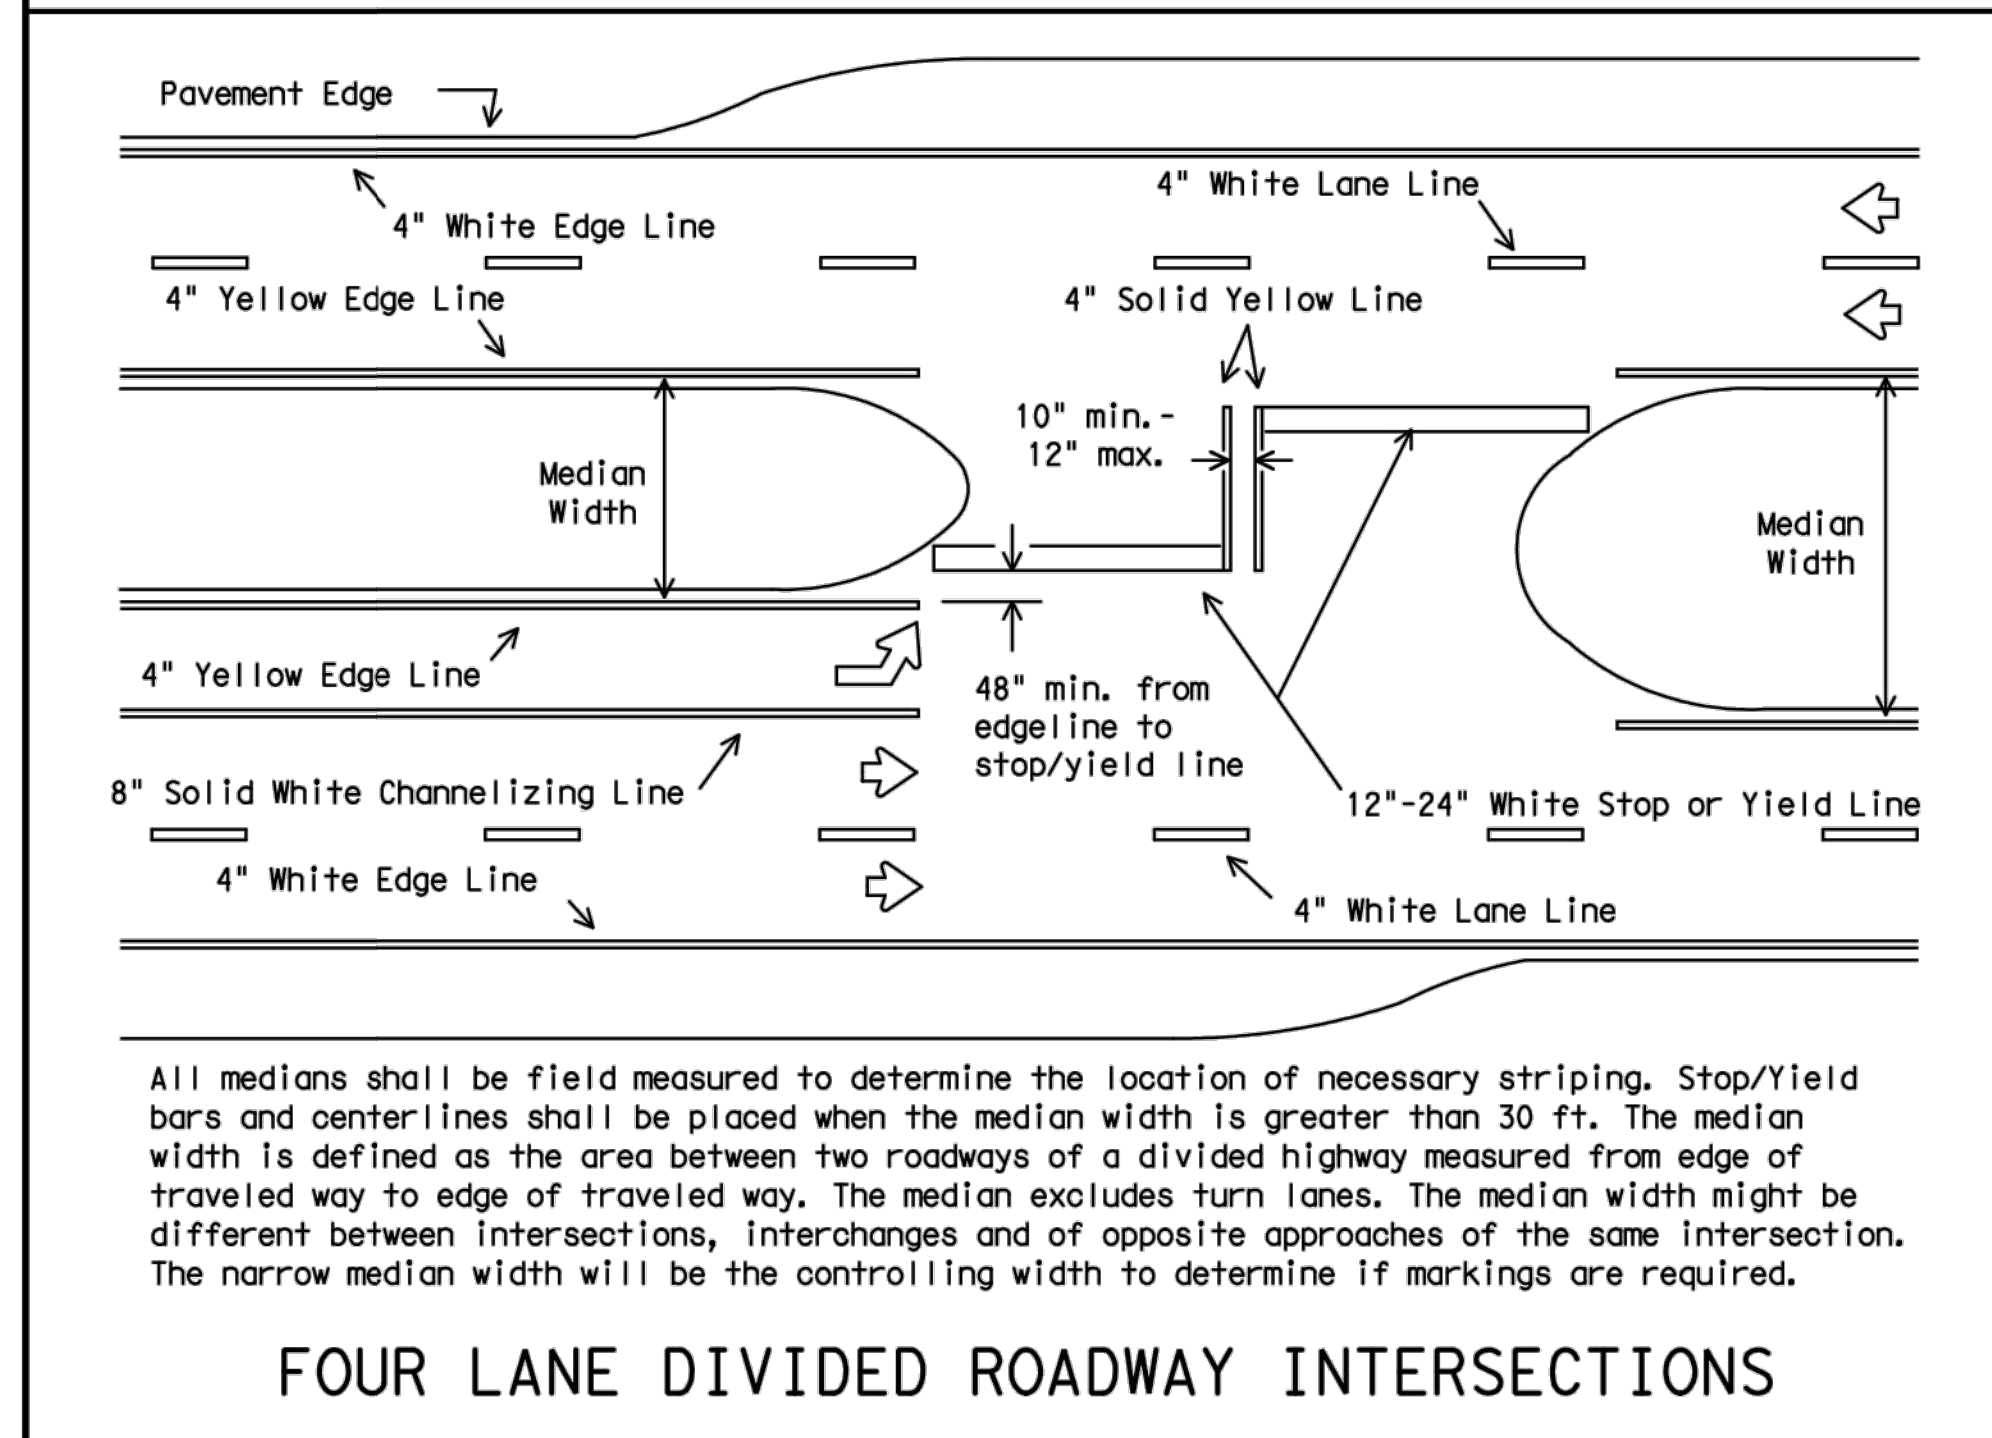 Pavement Edge
4" White Lane Line
4" White Edge Line
4" Yellow Edge Line
4" Solid Yellow Line
10" min.-
12" max.
Median
Width
Median
Width
4" Yellow Edge Line
48" min. from
edgeline to
stop/yield line
8" Solid White Channelizing Line
12"-24" White Stop or Yield Line
4" White Edge Line
4" White Lane Line
All medians shall be field measured to determine the location of necessary striping. Stop/Yield
bars and centerlines shall be placed when the median width is greater than 30 ft. The median
width is defined as the area between two roadways of a divided highway measured from edge of
traveled way to edge of traveled way. The median excludes turn lanes. The median width might be
different between intersections, interchanges and of opposite approaches of the same intersection.
The narrow median width will be the controlling width to determine if markings are required.
FOUR LANE DIVIDED ROADWAY INTERSECTIONS